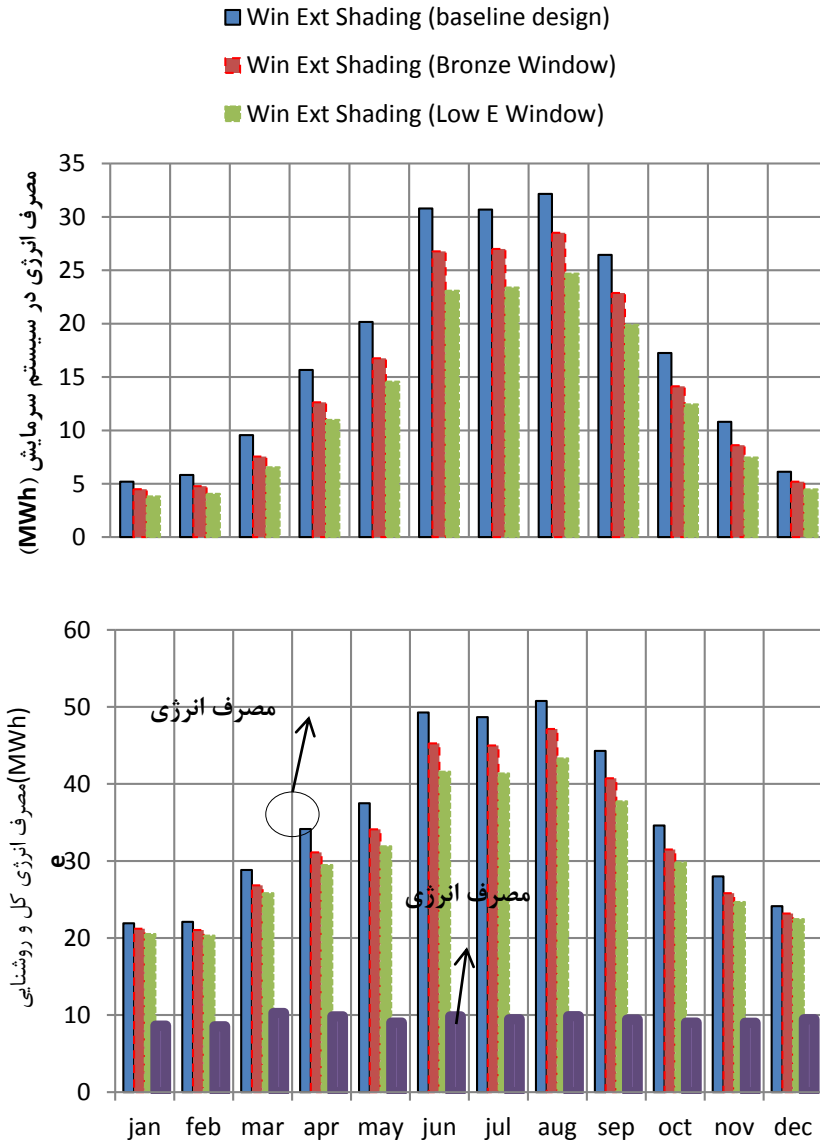 Win Ext Shading (baseline design)
Win Ext Shading (Bronze Window)
Win Ext Shading (Low E Window)
مصرف انرژی در سیستم سرمایش (MWh)
35
30
25
20
15
10
5
0
مصرف انرژی کل و روشنایی(MWh)
e
60
50
40
30
20
10
0
مصرف انرژی
مصرف انرژی
jan feb mar apr may jun jul aug sep oct nov dec